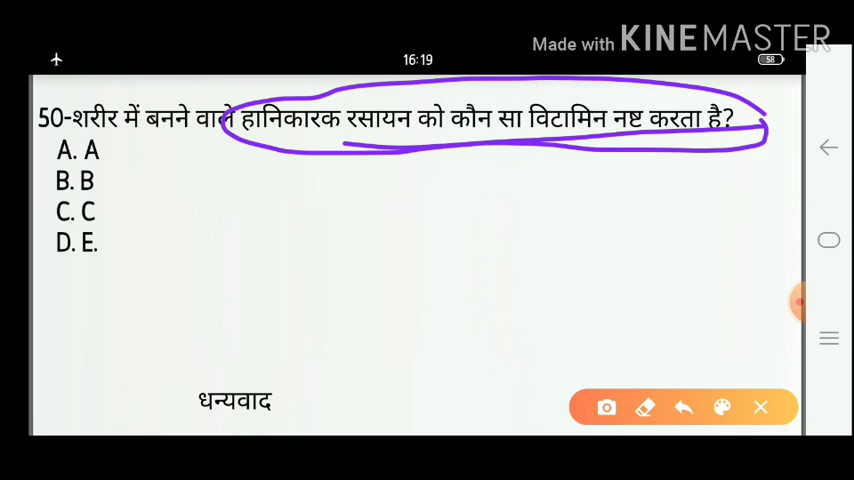 Made with KINEMASTER
16:19
58
50-शरीर में बनने वाले हानिकारक रसायन को कौन सा विटामिन नष्ट करता है?
A. A
B. B
C. C
D. E.
धन्यवाद